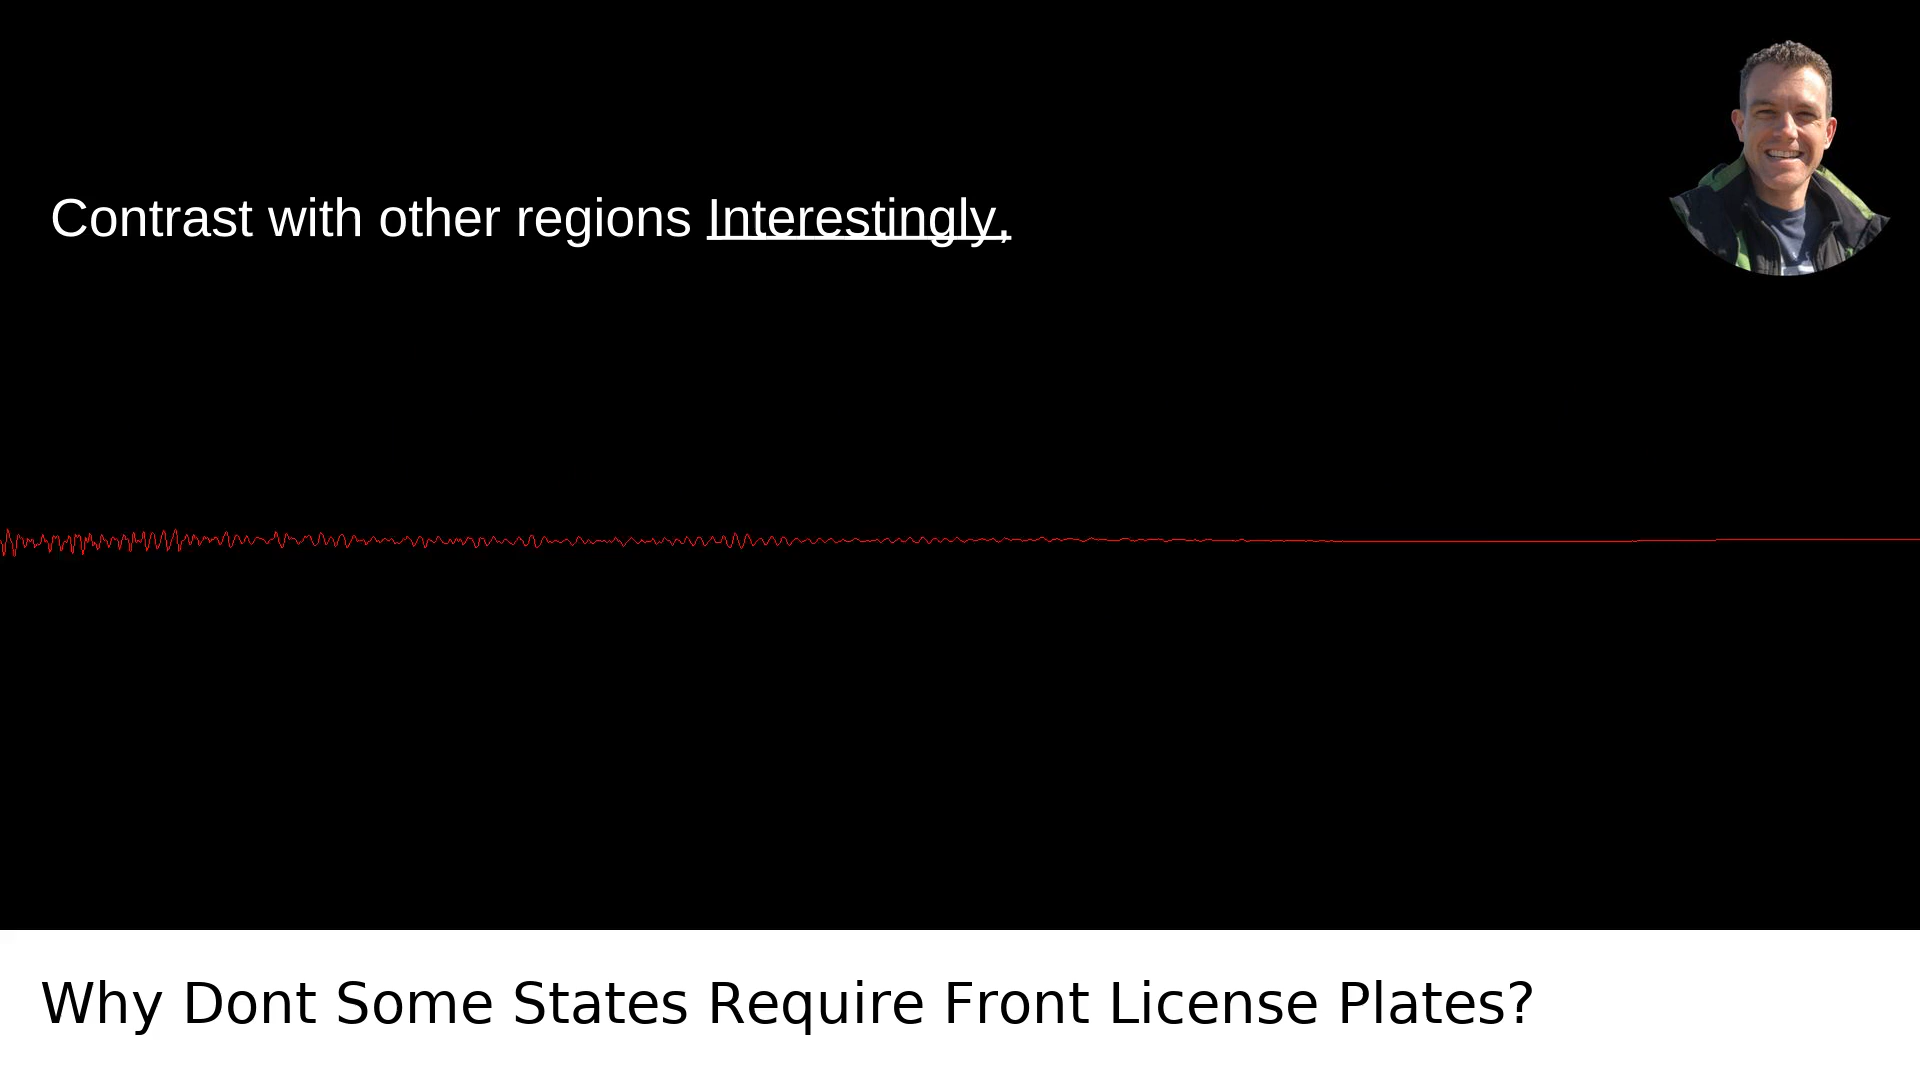 Contrast with other regions Interestingly,
Why Dont Some States Require Front License Plates?